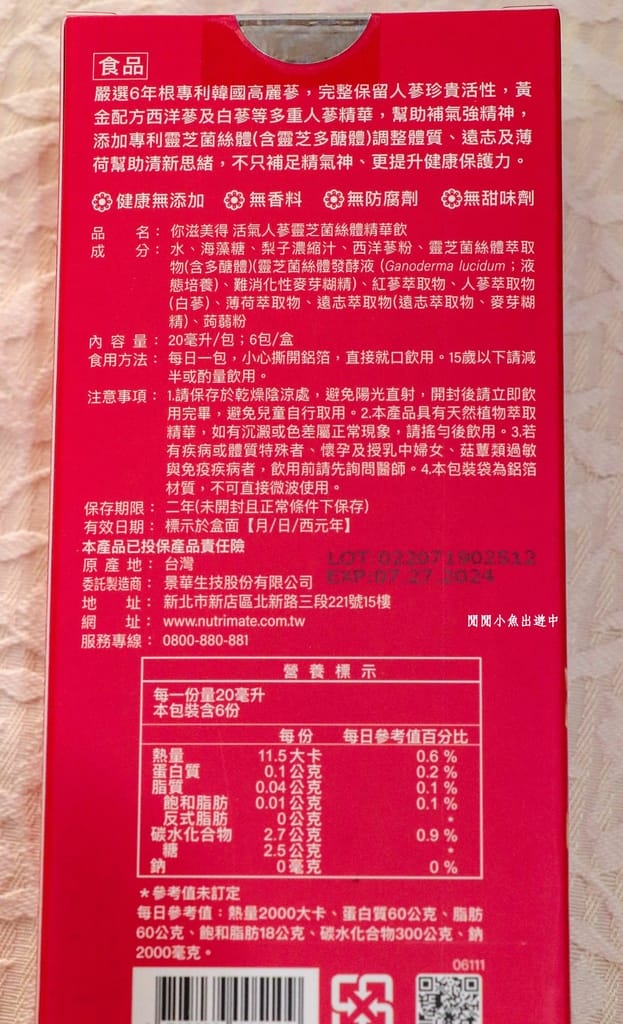 食品
嚴選6年根專利韓國高麗蔘，完整保留人蔘珍貴活性，黃
金配方西洋蔘及白蔘等多重人蔘精華，幫助補氣強精神，
添加專利靈芝菌絲體(含靈芝多醣體)調整體質、遠志及薄
荷幫助清新思緒，不只補足精氣神、更提升健康保護力。
健康無添加 無香料 無防腐劑 無甜味劑
品 名：你滋美得 活氣人蔘靈芝菌絲體精華飲
成 分：水、海藻糖、梨子濃縮汁、西洋蔘粉、靈芝菌絲體萃取
物(含多醣體)(靈芝菌絲體發酵液 (Ganoderma lucidum；液
態培養)、難消化性麥芽糊精)、紅蔘萃取物、人蔘萃取物
(白蔘)、薄荷萃取物、遠志萃取物(遠志萃取物、麥芽糊
精)、蒟蒻粉
內 容 量：20毫升/包；6包/盒
食用方法：每日一包，小心撕開鋁箔，直接就口飲用。15歲以下請減
半或酌量飲用。
注意事項：1.請保存於乾燥陰涼處，避免陽光直射，開封後請立即飲
用完畢，避免兒童自行取用。2.本產品具有天然植物萃取
精華，如有沉澱或色差屬正常現象，請搖勻後飲用。3.若
有疾病或體質特殊者、懷孕及授乳中婦女、菇蕈類過敏
與免疫疾病者，飲用前請先詢問醫師。4.本包裝袋為鋁箔
材質，不可直接微波使用。
保存期限：二年(未開封且正常條件下保存)
有效日期：標示於盒面【月/日/西元年】
本產品已投保產品責任險
原 產 地：台灣
LOT:022071902512
EXP:07 27 2024
委託製造商：景華生技股份有限公司
地 址：新北市新店區北新路三段221號15樓
網 址：www.nutrimate.com.tw
服務專線：0800-880-881
閒閒小魚出遊中
營養標示
每一份量20毫升
本包裝含6份
每份 每日參考值百分比
熱量 11.5大卡 0.6 %
蛋白質 0.1公克 0.2 %
脂質 0.04公克 0.1 %
飽和脂肪 0.01公克 0.1 %
反式脂肪 0公克 *
碳水化合物 2.7公克 0.9 %
糖 2.5公克 *
鈉 0毫克 0 %
*參考值未訂定
每日參考值：熱量2000大卡、蛋白質60公克、脂肪
60公克、飽和脂肪18公克、碳水化合物300公克、鈉
2000毫克。
06111